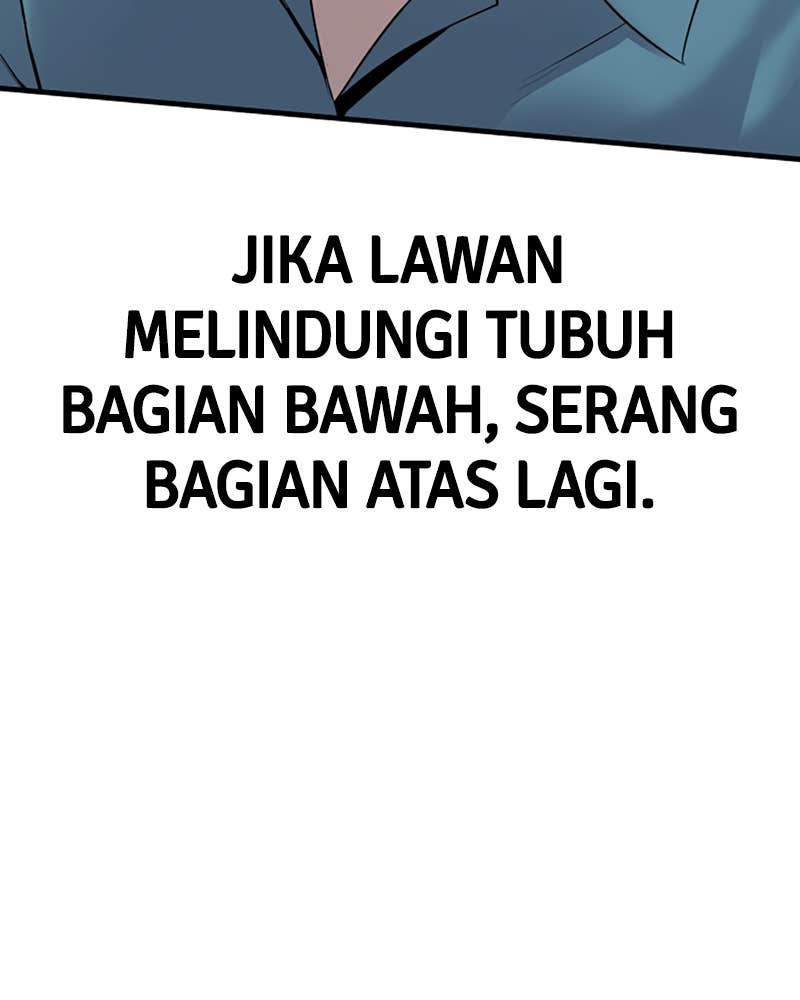 JIKA LAWAN
MELINDUNGI TUBUH
BAGIAN BAWAH, SERANG
BAGIAN ATAS LAGI.